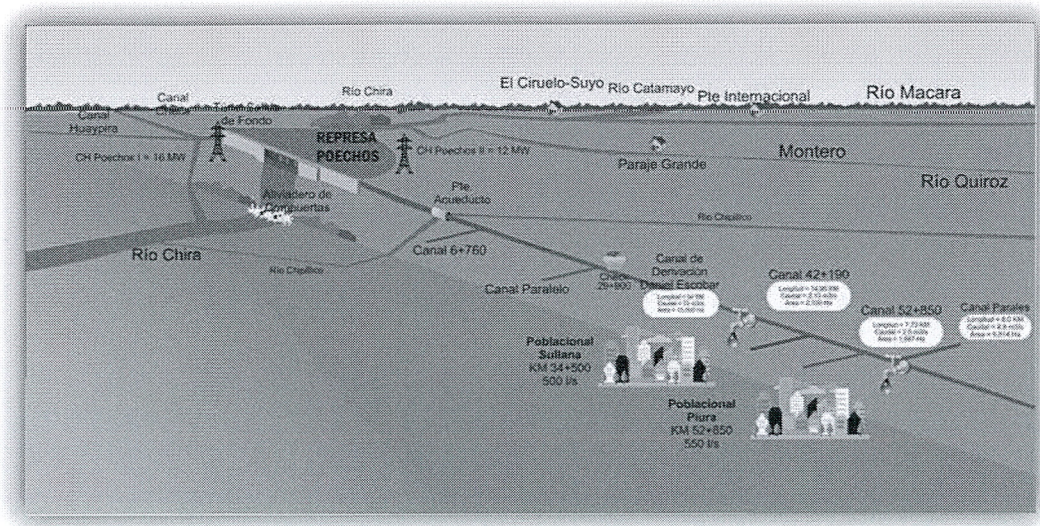 El Ciruelo-Suyo
Río Catamayo
Pte Internacional
Río Macara
Río Chira
Canal
Canal
Huaypira
de Fondo
REPRESA
POECHOS
CH Poechos I = 16 MW
CH Poechos II = 12 MW
Paraje Grande
Montero
Río Quiroz
Aliviadero de
Compuertas
Pte.
Acueducto
Río Chipillico
Canal 6+760
Río Chira
Río Chipillico
Canal Paralelo
29+900
Canal de
Derivación
Daniel Escobar
Canal 42+190
Canal 52+850
Canal Parales
Poblacional
Sullana
KM 34+500
500 l/s
Poblacional
Piura
KM 52+850
550 l/s